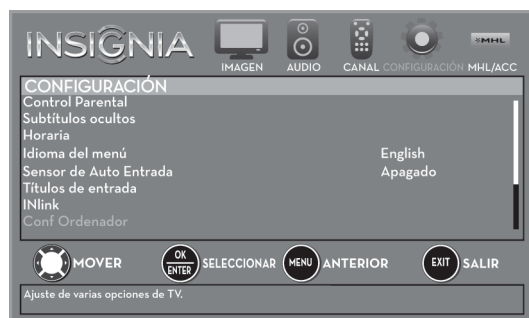 INSIGNIA
IMAGEN AUDIO CANAL CONFIGURACIÓN MHL/ACC
MHL
CONFIGURACIÓN
Control Parental
Subtítulos ocultos
Horaria
Idioma del menú English
Sensor de Auto Entrada Apagado
Títulos de entrada
INlink
Conf Ordenador
MOVER OK ENTER SELECCIONAR MENU ANTERIOR EXIT SALIR
Ajuste de varias opciones de TV.